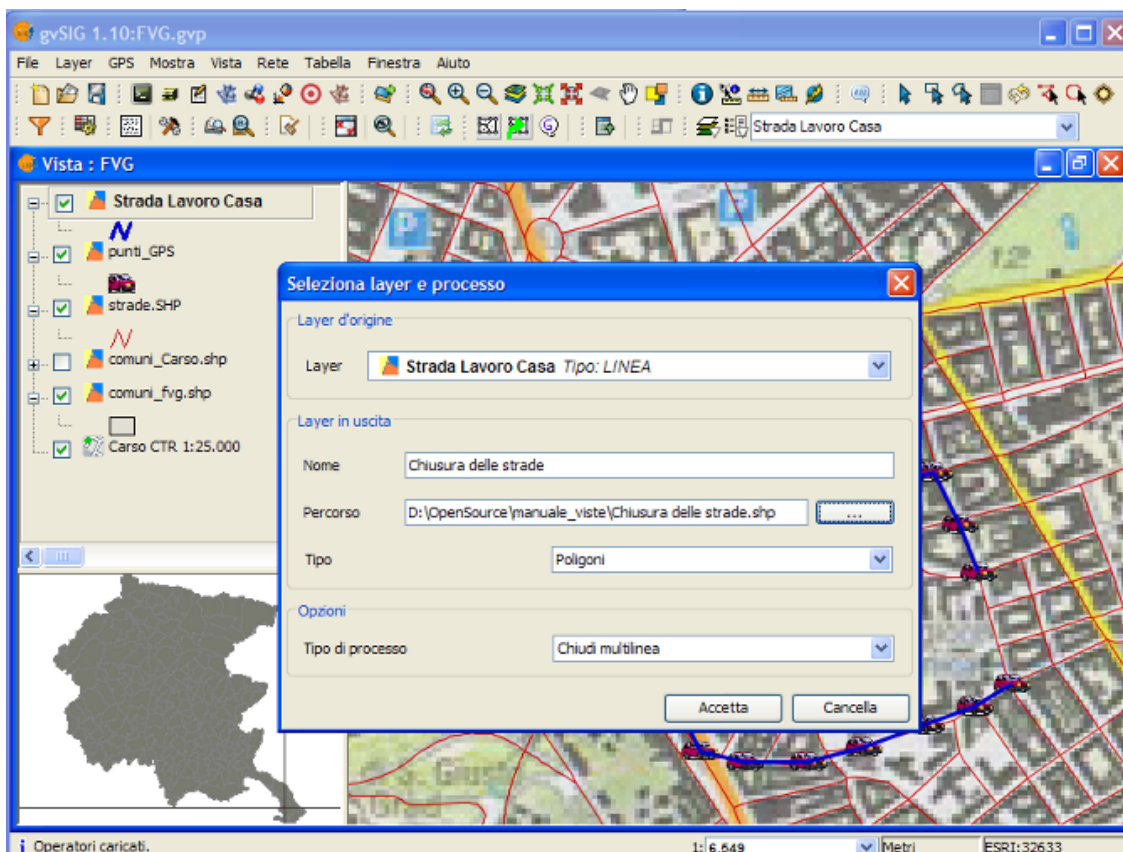 gvSIG 1.10:FVG.gvp
File Layer GPS Mostra Vista Rete Tabella Finestra Aiuto
Strada Lavoro Casa
Vista : FVG
Strada Lavoro Casa
punti_GPS
strade.SHP
comuni_Carso.shp
comuni_fvg.shp
Carso CTR 1:25.000
P
P
12
Seleziona layer e processo
Layer d'origine
Layer Strada Lavoro Casa Tipo: LINEA
Layer in uscita
Nome Chiusura delle strade
Percorso D:\OpenSource\manuale_viste\Chiusura delle strade.shp ...
Tipo Poligoni
Opzioni
Tipo di processo Chiudi multilinea
Accetta Cancella
S. Giusto
Operatori caricati. 1: 6.649 Metri ESRI:32633